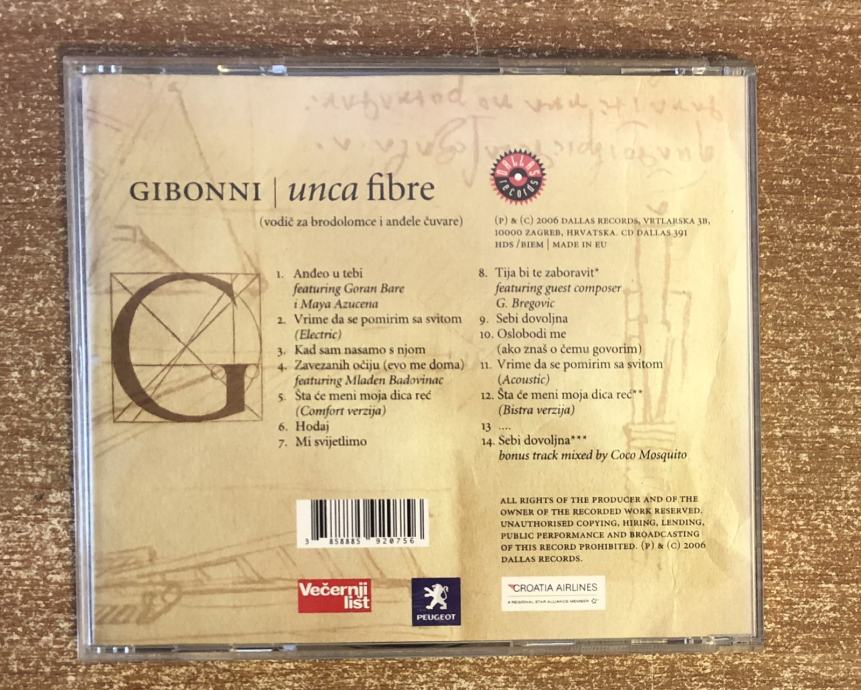 GIBONNI | unca fibre
(vodič za brodolomce i anđele čuvare)
DALLAS records
(P) & (C) 2006 DALLAS RECORDS, VRTLARSKA 3B,
10000 ZAGREB, HRVATSKA. CD DALLAS 391
HDS /BIEM | MADE IN EU
G
1. Anđeo u tebi
featuring Goran Bare
i Maya Azucena
2. Vrime da se pomirim sa svitom
(Electric)
3. Kad sam nasamo s njom
4. Zavezanih očiju (evo me doma)
featuring Mladen Badovinac
5. Šta će meni moja dica reć
(Comfort verzija)
6. Hodaj
7. Mi svijetlimo
8. Tija bi te zaboravit*
featuring guest composer
G. Bregovic
9. Sebi dovoljna
10. Oslobodi me
(ako znaš o čemu govorim)
11. Vrime da se pomirim sa svitom
(Acoustic)
12. Šta će meni moja dica reć**
(Bistra verzija)
13 ....
14. Sebi dovoljna***
bonus track mixed by Coco Mosquito
3 858885 920756
ALL RIGHTS OF THE PRODUCER AND OF THE
OWNER OF THE RECORDED WORK RESERVED.
UNAUTHORISED COPYING, HIRING, LENDING,
PUBLIC PERFORMANCE AND BROADCASTING
OF THIS RECORD PROHIBITED. (P) & (C) 2006
DALLAS RECORDS.
Večernji
list
PEUGEOT
CROATIA AIRLINES
A REGIONAL STAR ALLIANCE MEMBER